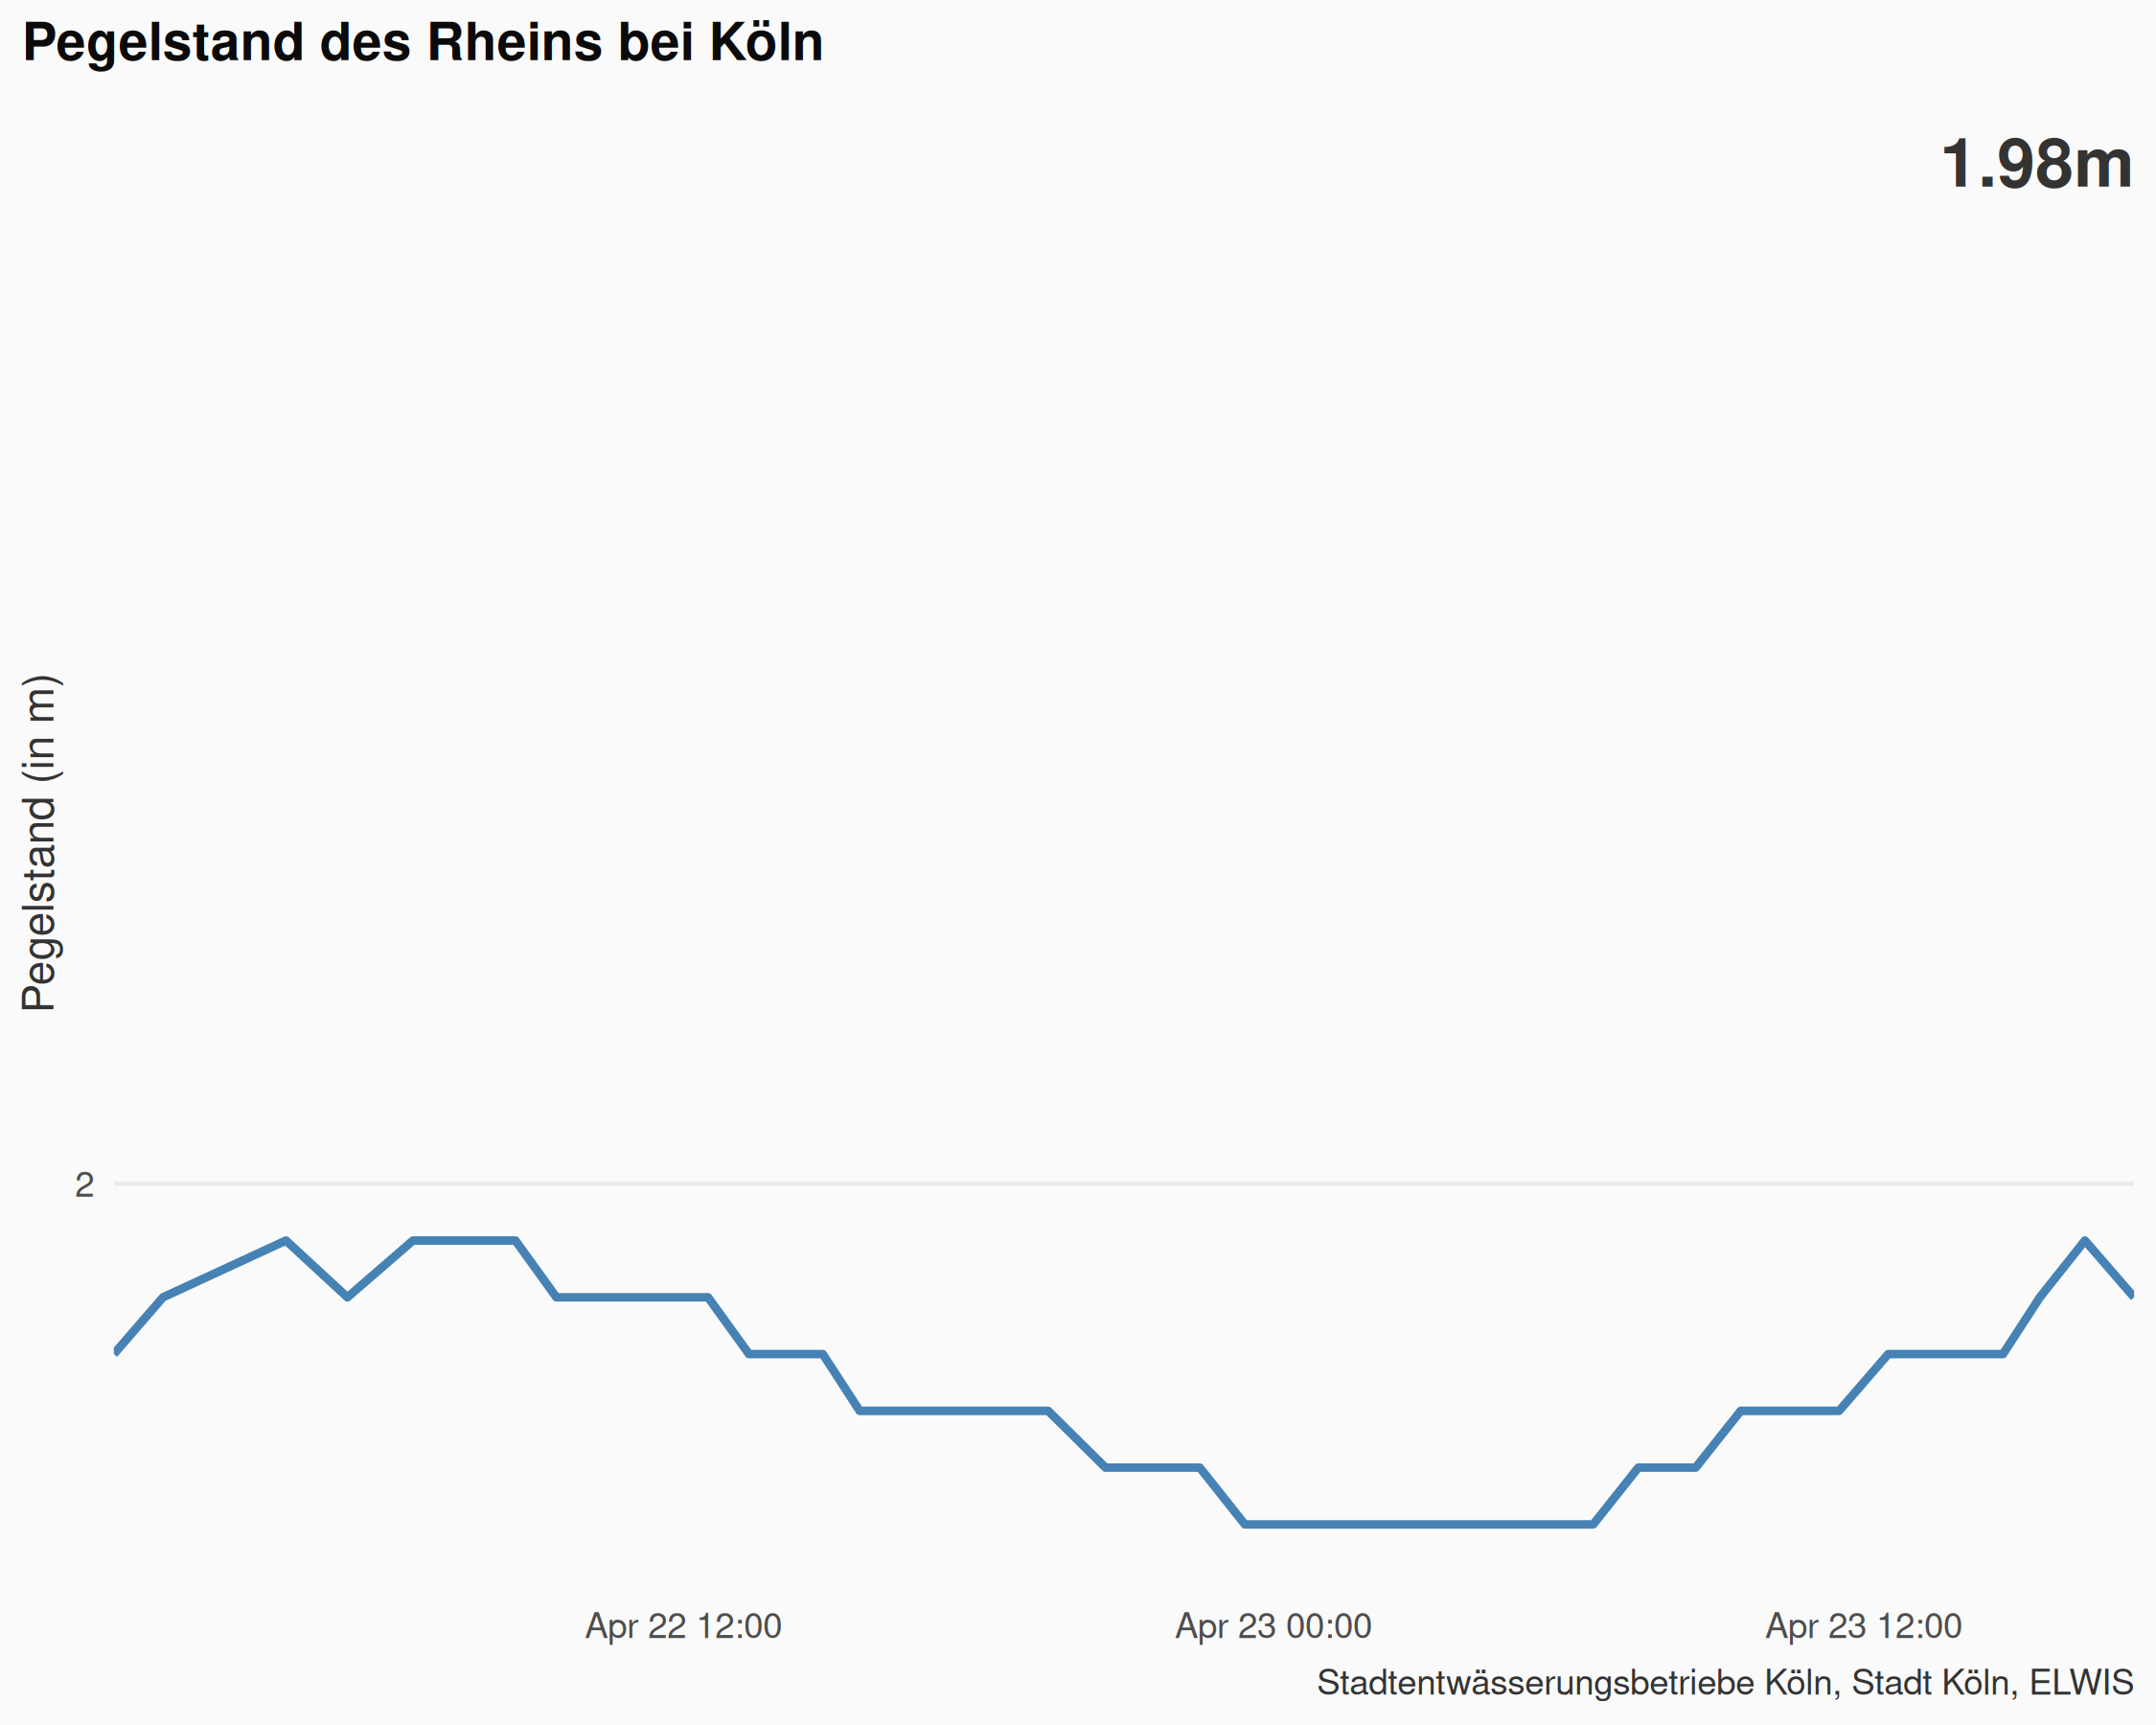 Pegelstand des Rheins bei Köln
1.98m
Pegelstand (in m)
2
Apr 22 12:00
Apr 23 00:00
Apr 23 12:00
Stadtentwässerungsbetriebe Köln, Stadt Köln, ELWIS